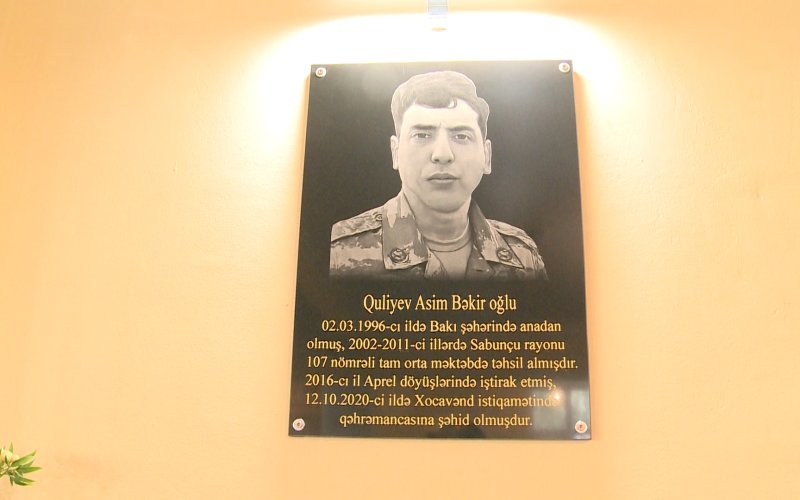 Quliyev Asim Bəkir oğlu
02.03.1996-cı ildə Bakı şəhərində anadan
olmuş, 2002-2011-ci illərdə Sabunçu rayonu
107 nömrəli tam orta məktəbdə təhsil almışdır.
2016-cı il Aprel döyüşlərində iştirak etmiş,
12.10.2020-ci ildə Xocavənd istiqamətində
qəhrəmancasına şəhid olmuşdur.